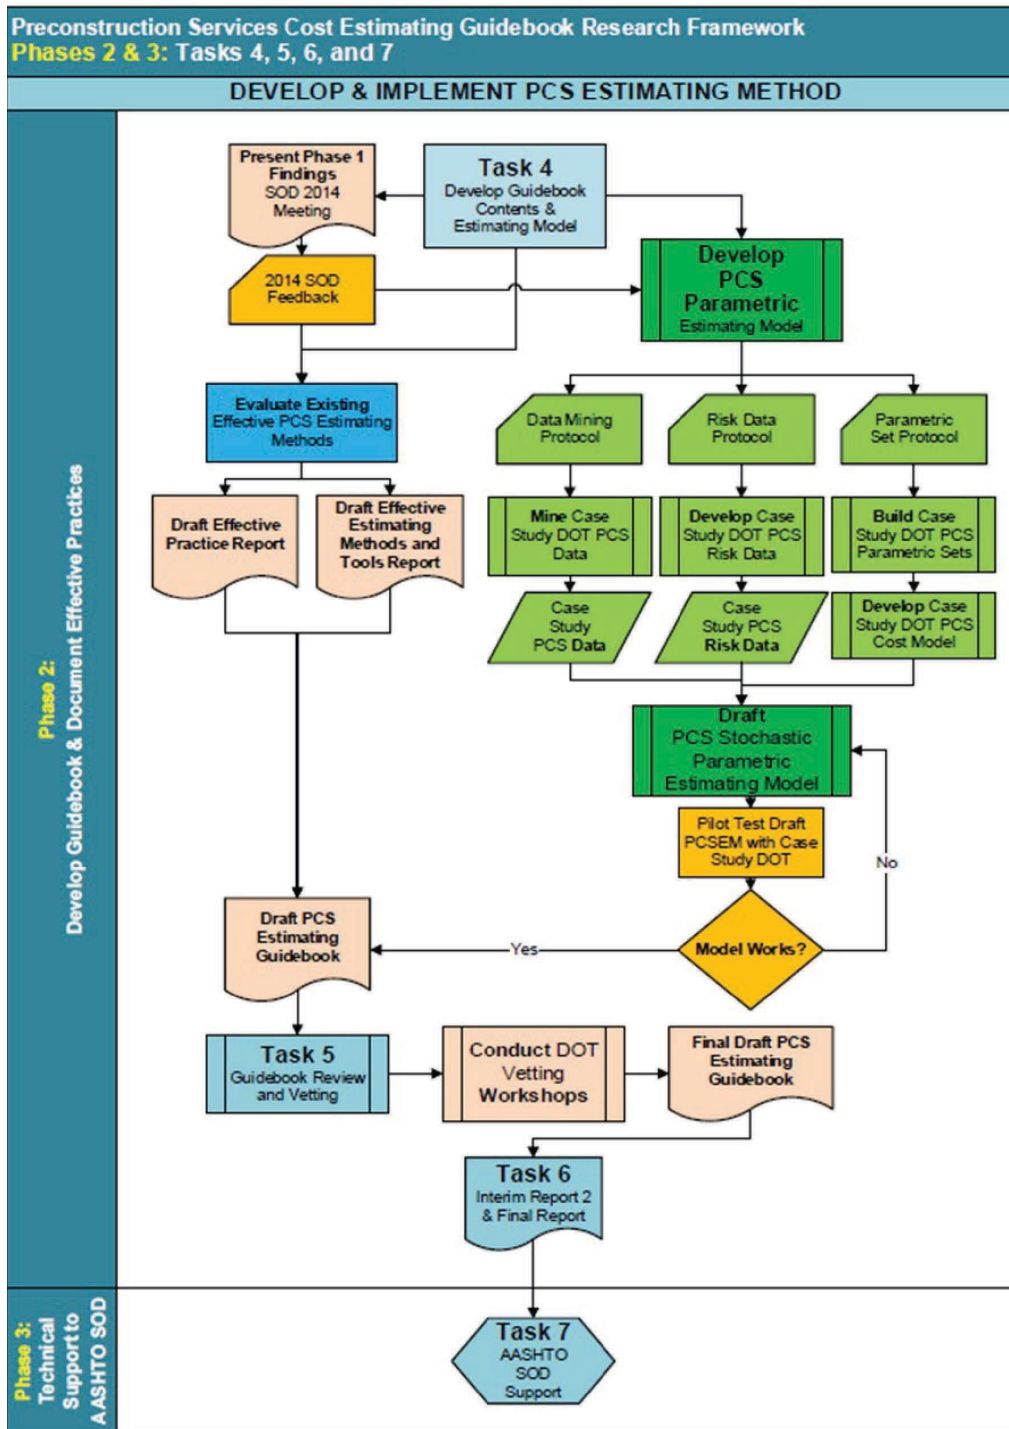 Preconstruction Services Cost Estimating Guidebook Research Framework
Phases 2 & 3: Tasks 4, 5, 6, and 7
DEVELOP & IMPLEMENT PCS ESTIMATING METHOD
Phase 2:
Develop Guidebook & Document Effective Practices
Present Phase 1
Findings
SOD 2014
Meeting
Task 4
Develop Guidebook
Contents &
Estimating Model
2014 SOD
Feedback
Develop
PCS
Parametric
Estimating Model
Evaluate Existing
Effective PCS Estimating
Methods
Data Mining
Protocol
Risk Data
Protocol
Parametric
Set Protocol
Draft Effective
Practice Report
Draft Effective
Estimating
Methods and
Tools Report
Mine Case
Study DOT PCS
Data
Develop Case
Study DOT PCS
Risk Data
Build Case
Study DOT PCS
Parametric Sets
Case
Study
PCS Data
Case
Study PCS
Risk Data
Develop Case
Study DOT PCS
Cost Model
Draft
PCS Stochastic
Parametric
Estimating Model
Pilot Test Draft
PCSEM with Case
Study DOT
No
Model Works?
Yes
Draft PCS
Estimating
Guidebook
Task 5
Guidebook Review
and Vetting
Conduct DOT
Vetting
Workshops
Final Draft PCS
Estimating
Guidebook
Task 6
Interim Report 2
& Final Report
Phase 3:
Technical
Support to
AASHTO SOD
Task 7
AASHTO
SOD
Support